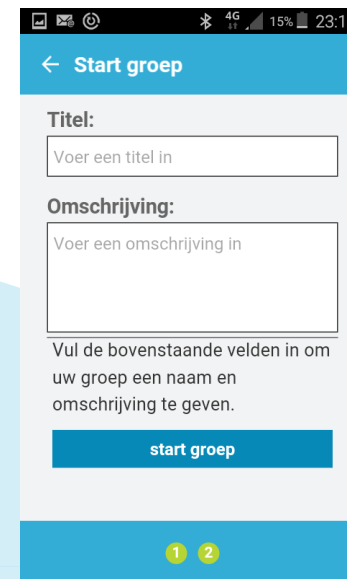 4G 15% 23:1
← Start groep
Titel:
Voer een titel in
Omschrijving:
Voer een omschrijving in
Vul de bovenstaande velden in om
uw groep een naam en
omschrijving te geven.
start groep
1 2